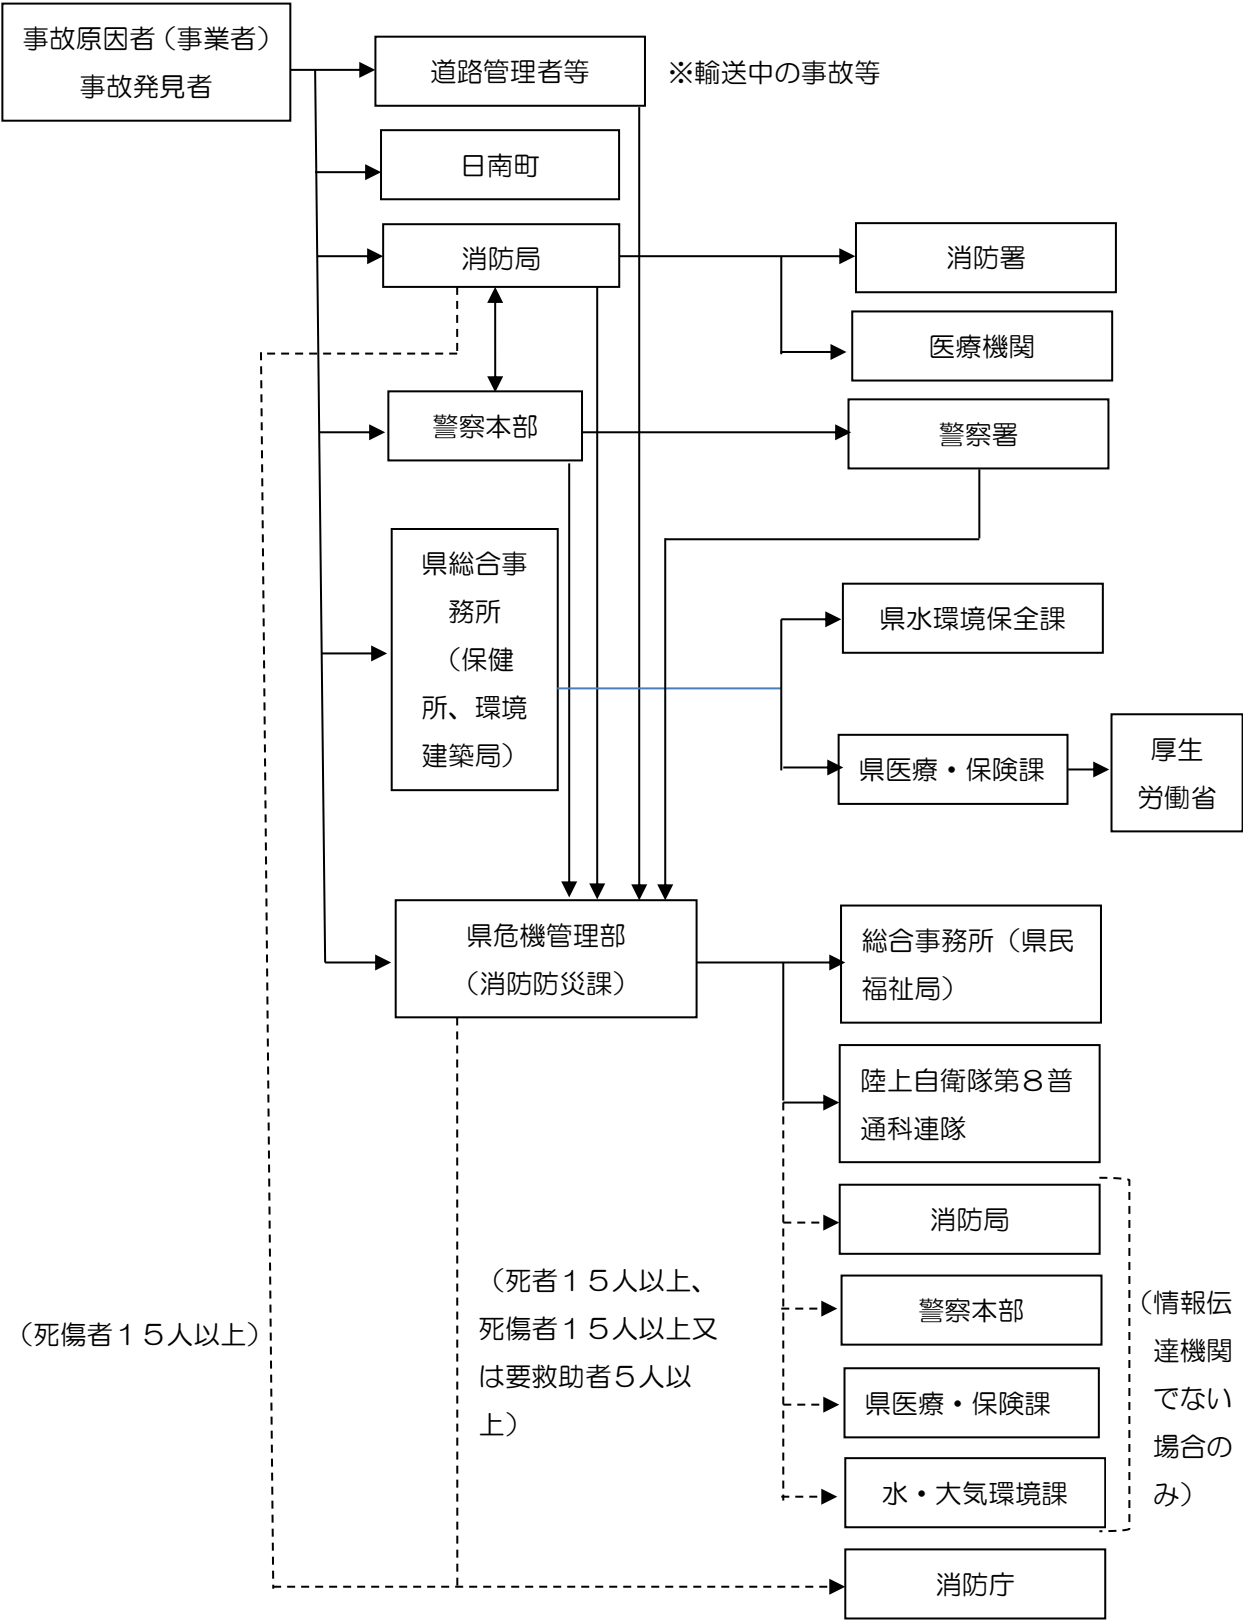 事故原因者（事業者）
事故発見者
道路管理者等
※輸送中の事故等
日南町
消防局
消防署
医療機関
警察本部
警察署
県総合事
務所
（保健
所、環境
建築局）
県水環境保全課
県医療・保険課
厚生
労働省
県危機管理部
（消防防災課）
総合事務所（県民
福祉局）
陸上自衛隊第８普
通科連隊
消防局
警察本部
県医療・保険課
水・大気環境課
（情報伝
達機関
でない
場合の
み）
（死傷者１５人以上）
（死者１５人以上、
死傷者１５人以上又
は要救助者５人以
上）
消防庁